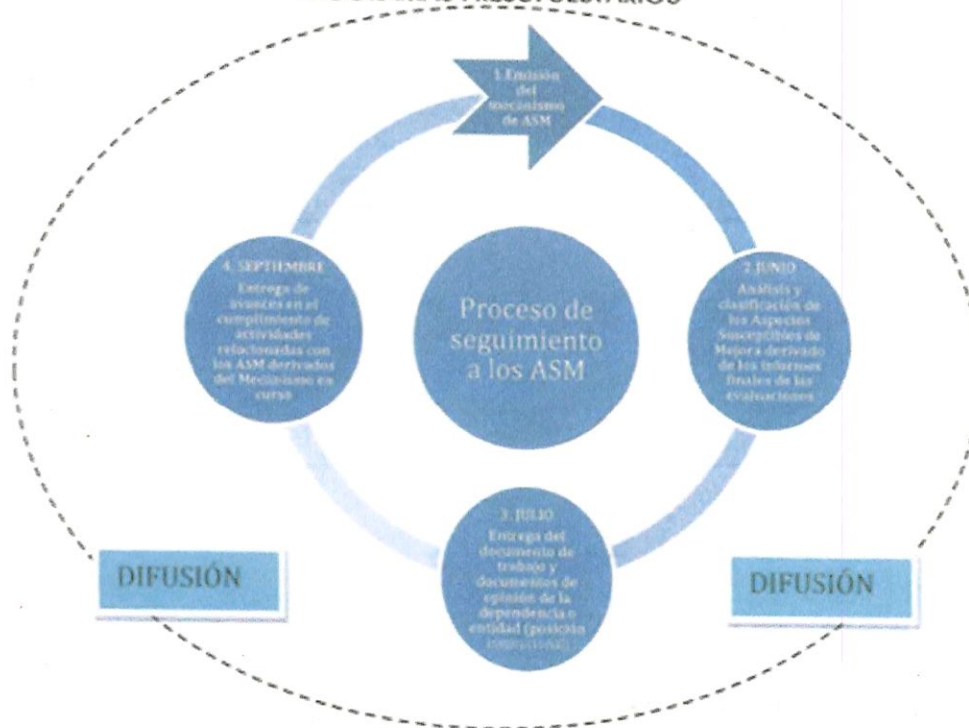 PRESUPUESTARIOS
1.Emisión
del
mecanismo
de ASM
2.JUNIO
Análisis y
clasificación de
los Aspectos
Susceptibles de
Mejora derivado
de los informes
finales de las
evaluaciones
3. JULIO
Entrega del
documento de
trabajo y
documentos de
opinión de la
dependencia o
entidad (posición
4. SEPTIEMBRE
Entrega de
avances en el
cumplimiento de
actividades
relacionadas con
los ASM derivados
del Mecanismo en
curso
Proceso de
seguimiento
a los ASM
DIFUSIÓN
DIFUSIÓN